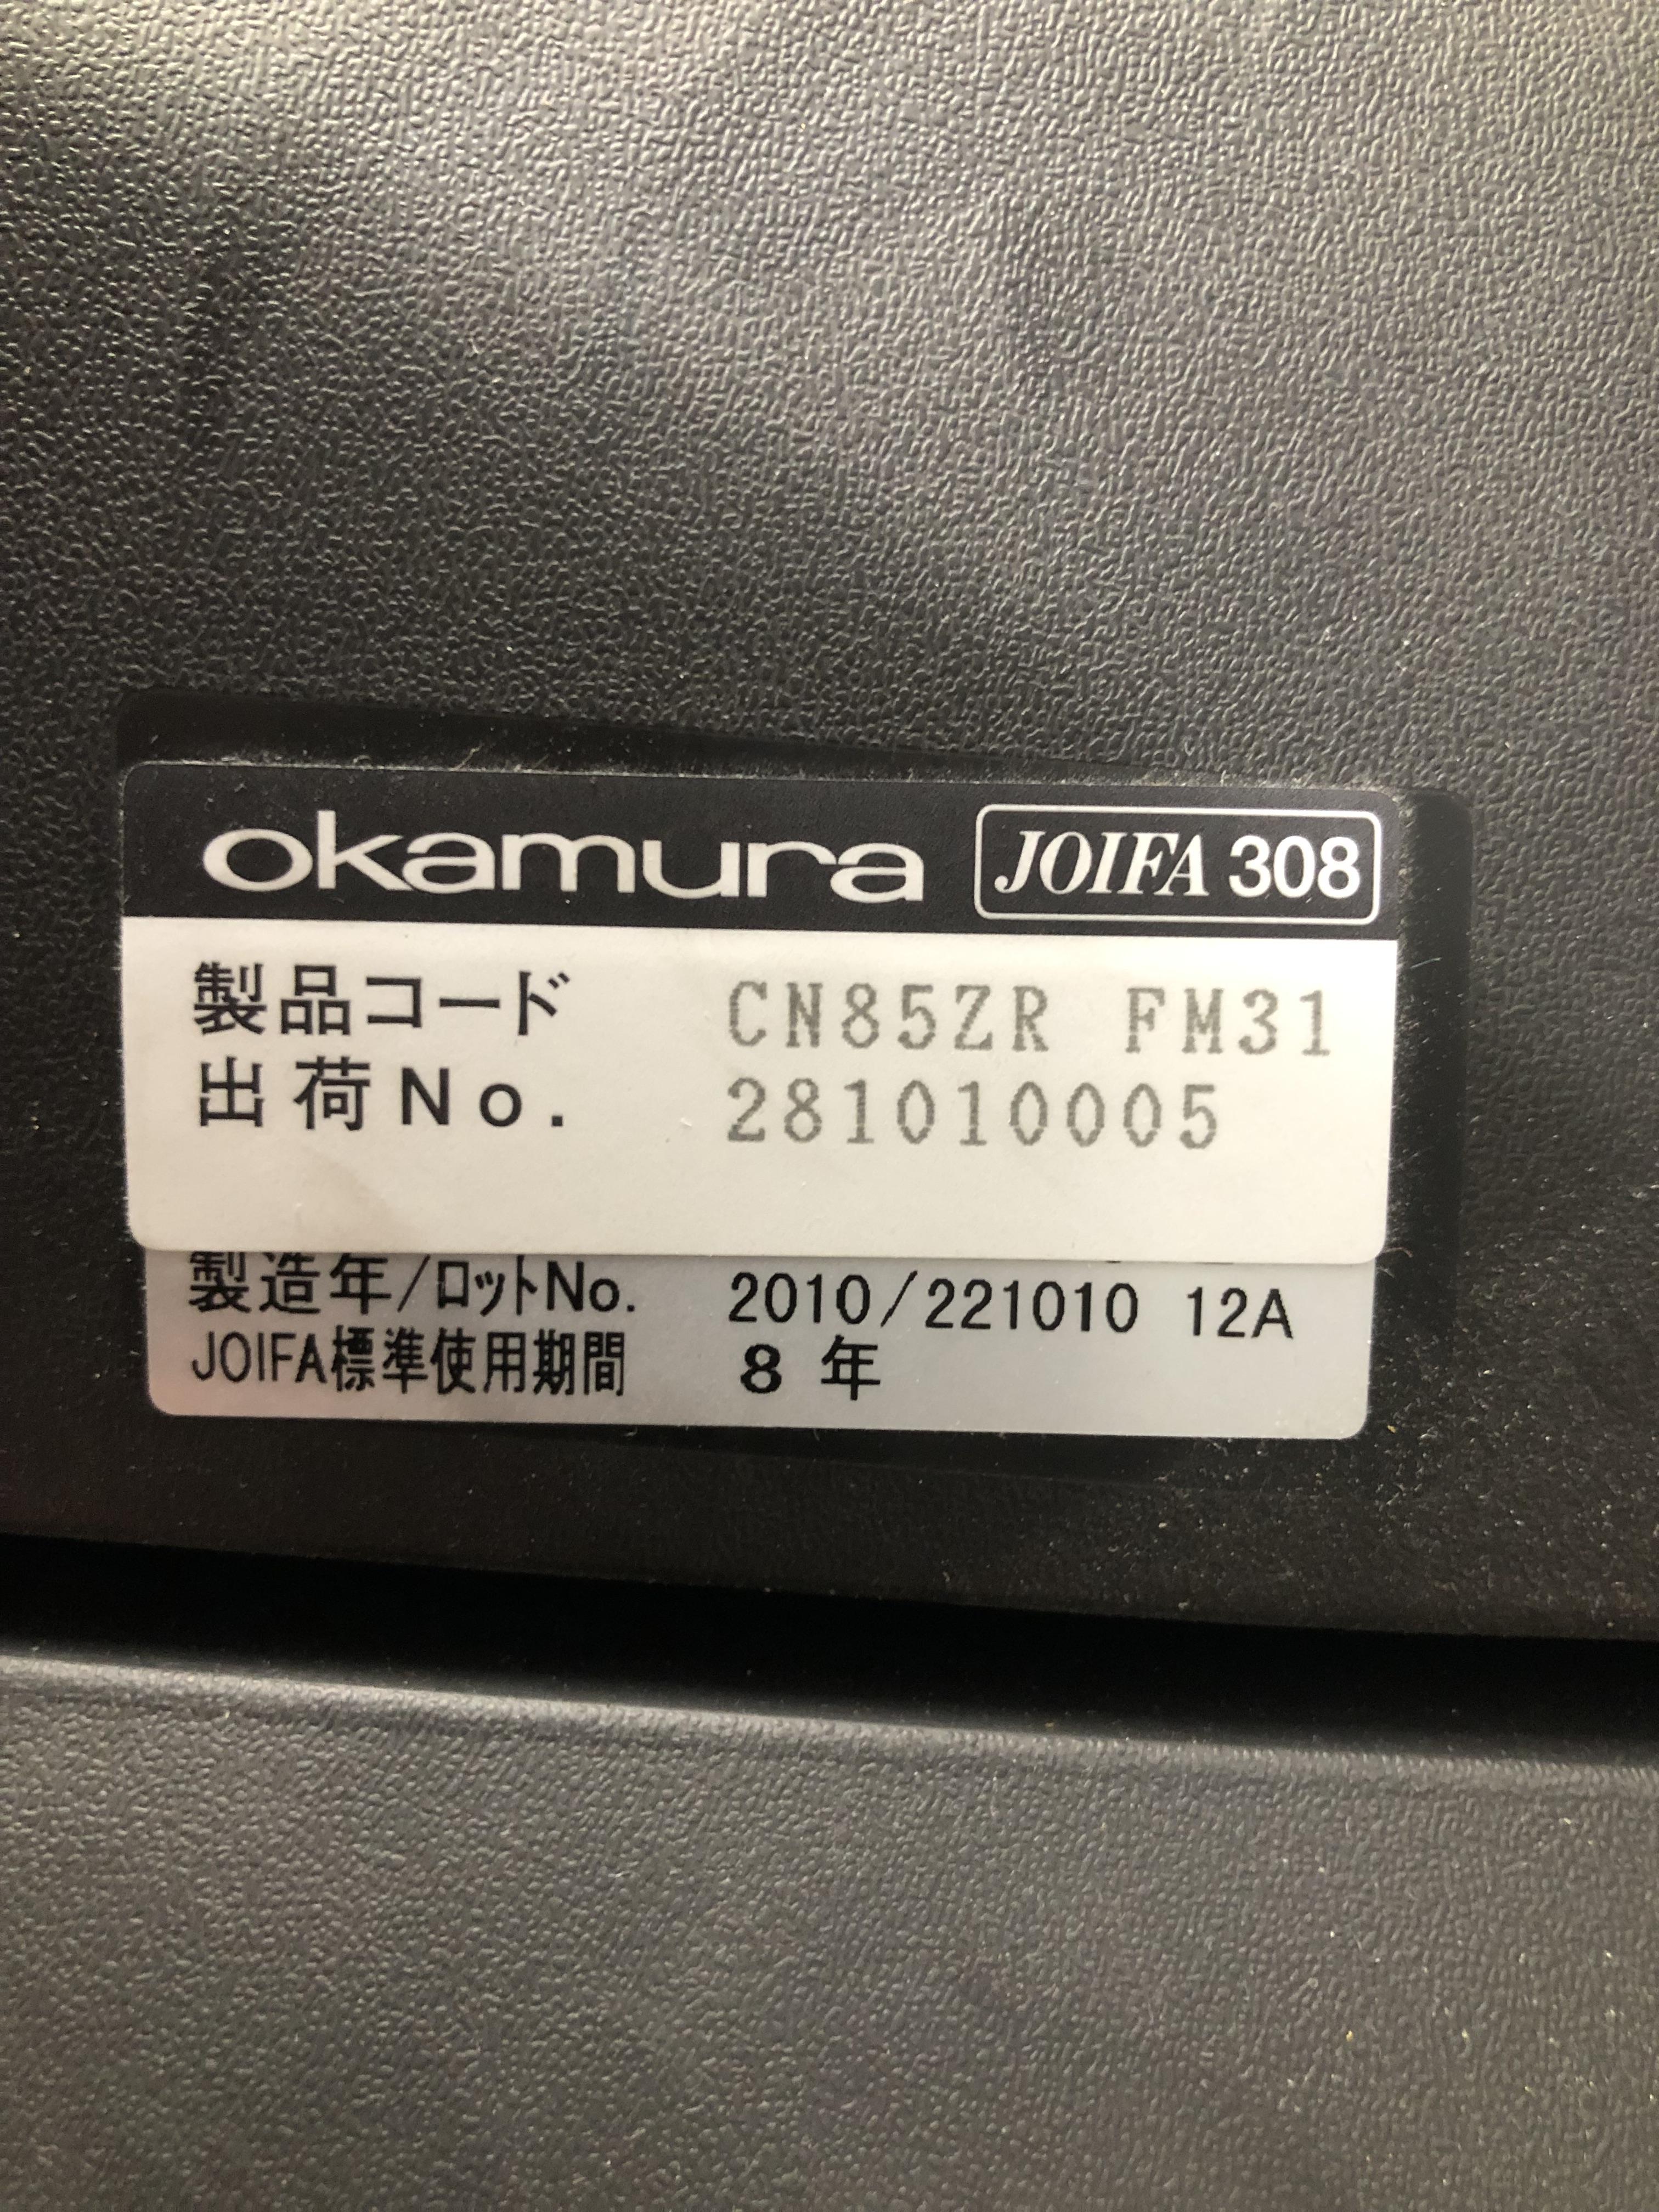 okamura JOIFA 308
製品コード CN85ZR FM31
出荷No. 281010005
製造年/ロットNo. 2010/221010 12A
JOIFA標準使用期間 8 年